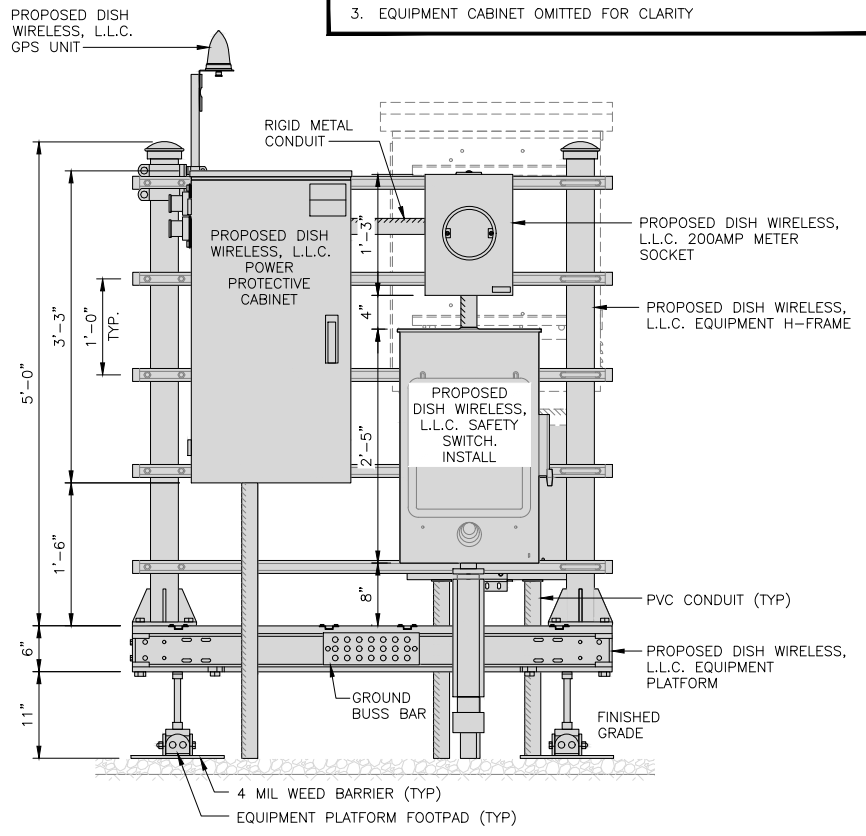 3. EQUIPMENT CABINET OMITTED FOR CLARITY
PROPOSED DISH
WIRELESS, L.L.C.
GPS UNIT
RIGID METAL
CONDUIT
PROPOSED DISH
WIRELESS, L.L.C.
POWER
PROTECTIVE
CABINET
PROPOSED DISH WIRELESS,
L.L.C. 200AMP METER
SOCKET
PROPOSED DISH WIRELESS,
L.L.C. EQUIPMENT H-FRAME
PROPOSED
DISH WIRELESS,
L.L.C. SAFETY
SWITCH.
INSTALL
5'-0"
3'-3"
1'-0"
TYP.
1'-3"
4"
2'-5"
1'-6"
8"
6"
11"
PVC CONDUIT (TYP)
PROPOSED DISH WIRELESS,
L.L.C. EQUIPMENT
PLATFORM
GROUND
BUSS BAR
FINISHED
GRADE
4 MIL WEED BARRIER (TYP)
EQUIPMENT PLATFORM FOOTPAD (TYP)